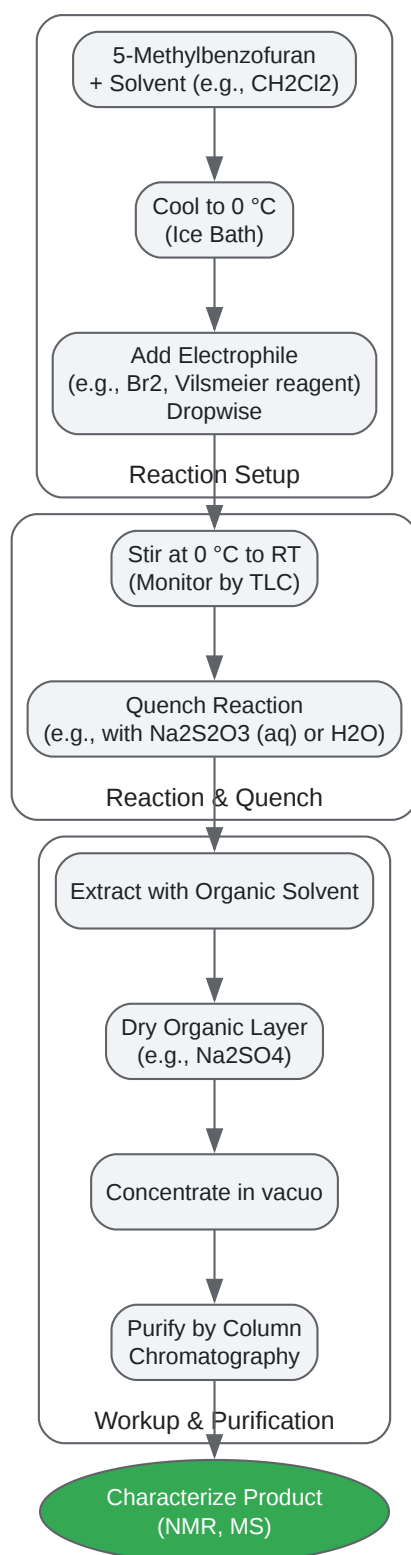 5-Methylbenzofuran
+ Solvent (e.g., CH2Cl2)
Cool to 0 °C
(Ice Bath)
Add Electrophile
(e.g., Br2, Vilsmeier reagent)
Dropwise
Reaction Setup
Stir at 0 °C to RT
(Monitor by TLC)
Quench Reaction
(e.g., with Na2S2O3 (aq) or H2O)
Reaction & Quench
Extract with Organic Solvent
Dry Organic Layer
(e.g., Na2SO4)
Concentrate in vacuo
Purify by Column
Chromatography
Workup & Purification
Characterize Product
(NMR, MS)